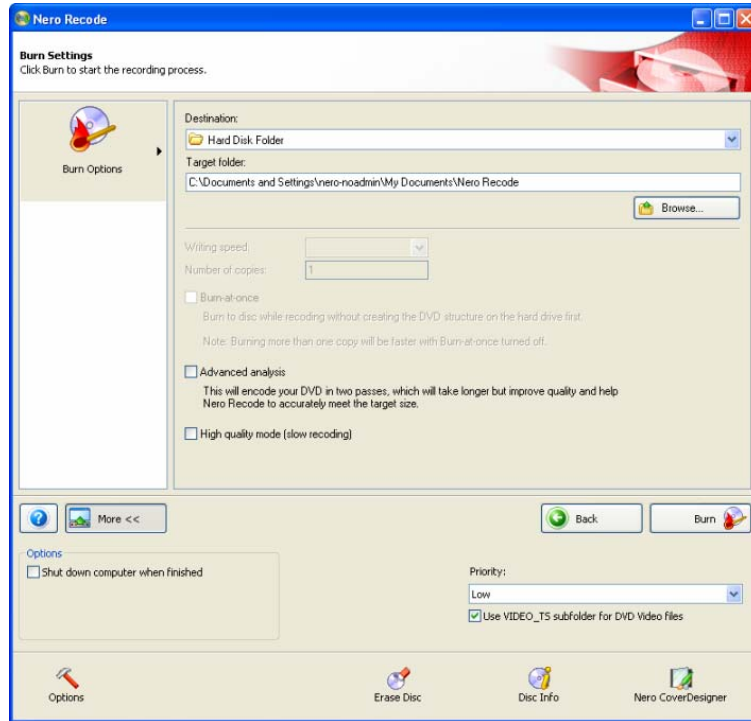 Nero Recode
Burn Settings
Click Burn to start the recording process.
Burn Options
Destination:
Hard Disk Folder
Target folder:
C:\Documents and Settings\nero-noadmin\My Documents\Nero Recode
Browse...
Writing speed:
Number of copies:
1
Burn-at-once
Burn to disc while recoding without creating the DVD structure on the hard drive first.
Note: Burning more than one copy will be faster with Burn-at-once turned off.
Advanced analysis
This will encode your DVD in two passes, which will take longer but improve quality and help
Nero Recode to accurately meet the target size.
High quality mode (slow recoding)
More <<
Back
Burn
Options
Shut down computer when finished
Priority:
Low
Use VIDEO_TS subfolder for DVD Video files
Options
Erase Disc
Disc Info
Nero CoverDesigner